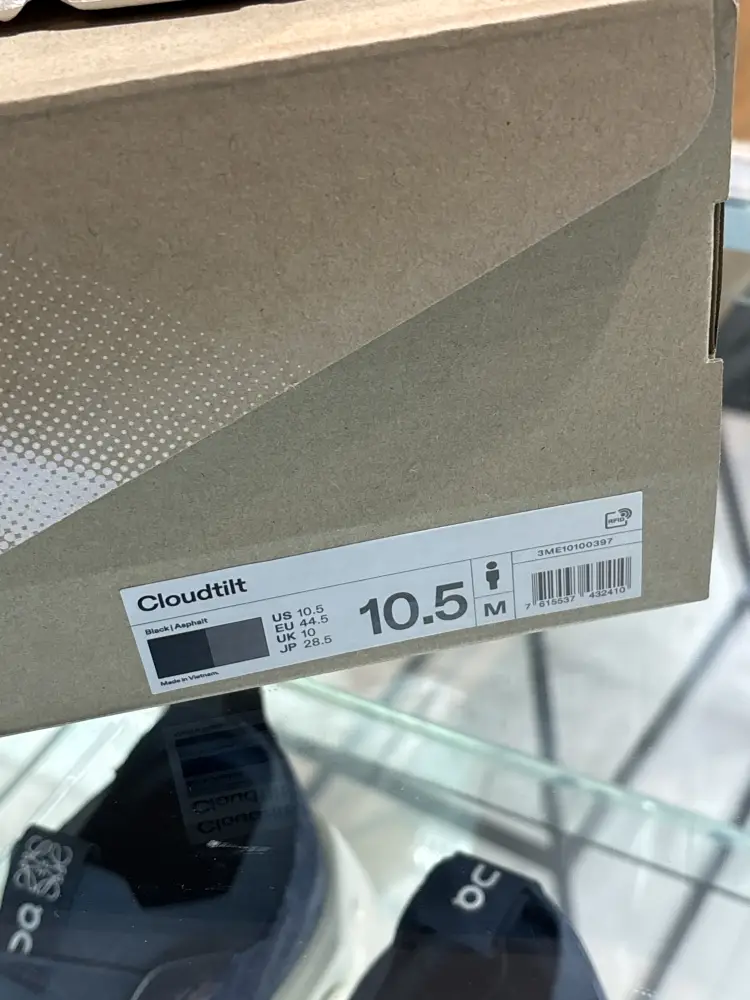 RFID
3ME10100397
Cloudtilt
Black | Asphalt
US 10.5
EU 44.5
UK 10
JP 28.5
10.5
M
7 615537 432410
Made in Vietnam.